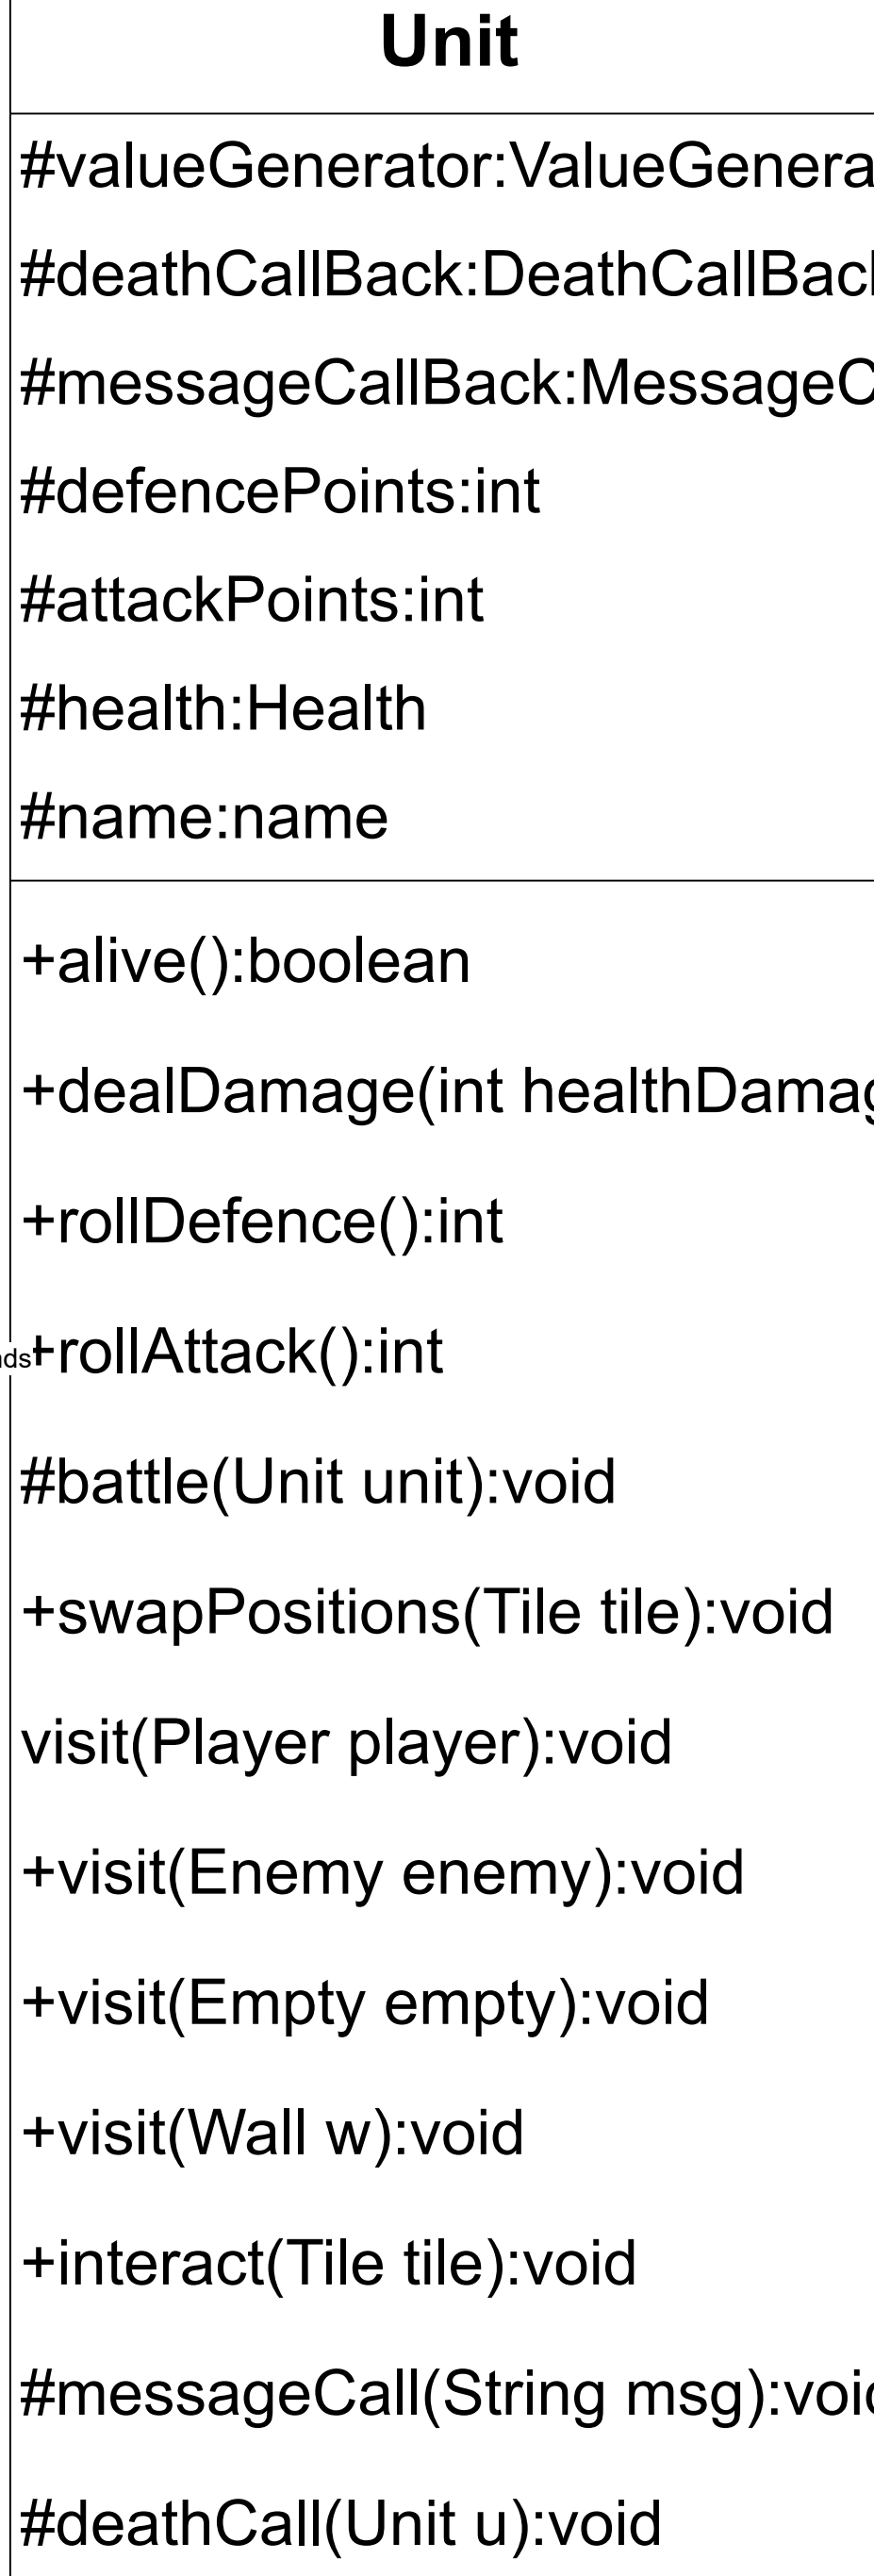 Unit
#valueGenerator:ValueGenera
#deathCallBack:DeathCallBac
#messageCallBack:MessageC
#defencePoints:int
#attackPoints:int
#health:Health
#name:name
+alive():boolean
+dealDamage(int healthDamag
+rollDefence():int
ds
+rollAttack():int
#battle(Unit unit):void
+swapPositions(Tile tile):void
visit(Player player):void
+visit(Enemy enemy):void
+visit(Empty empty):void
+visit(Wall w):void
+interact(Tile tile):void
#messageCall(String msg):voi
#deathCall(Unit u):void